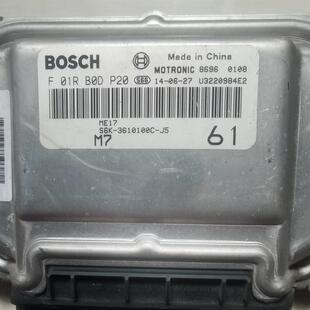 BOSCH
Made in China
MOTRONIC 8696 0108
F 01R B0D P20 14-06-27 U3220984E2
ME17
S6K-3610100C-J5
M7 61